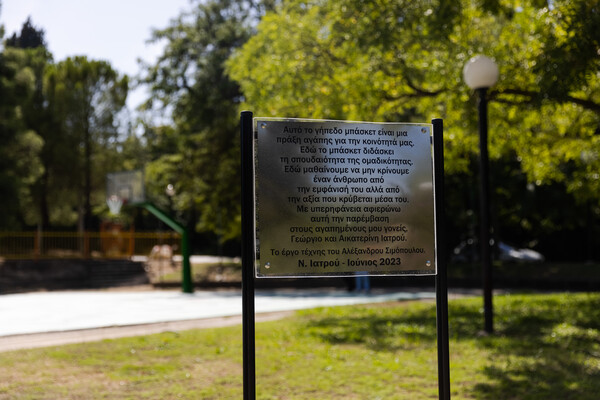 Αυτό το γήπεδο μπάσκετ είναι μια
πράξη αγάπης για την κοινότητά μας.
Εδώ το μπάσκετ διδάσκει
τη σπουδαιότητα της ομαδικότητας.
Εδώ μαθαίνουμε να μην κρίνουμε
έναν άνθρωπο από
την εμφάνισή του αλλά από
την αξία που κρύβεται μέσα του.
Με υπερηφάνεια αφιερώνω
αυτή την παρέμβαση
στους αγαπημένους μου γονείς,
Γεώργιο και Αικατερίνη Ιατρού.
Το έργο τέχνης του Αλέξανδρου Σιμόπουλου.
Ν. Ιατρού - Ιούνιος 2023